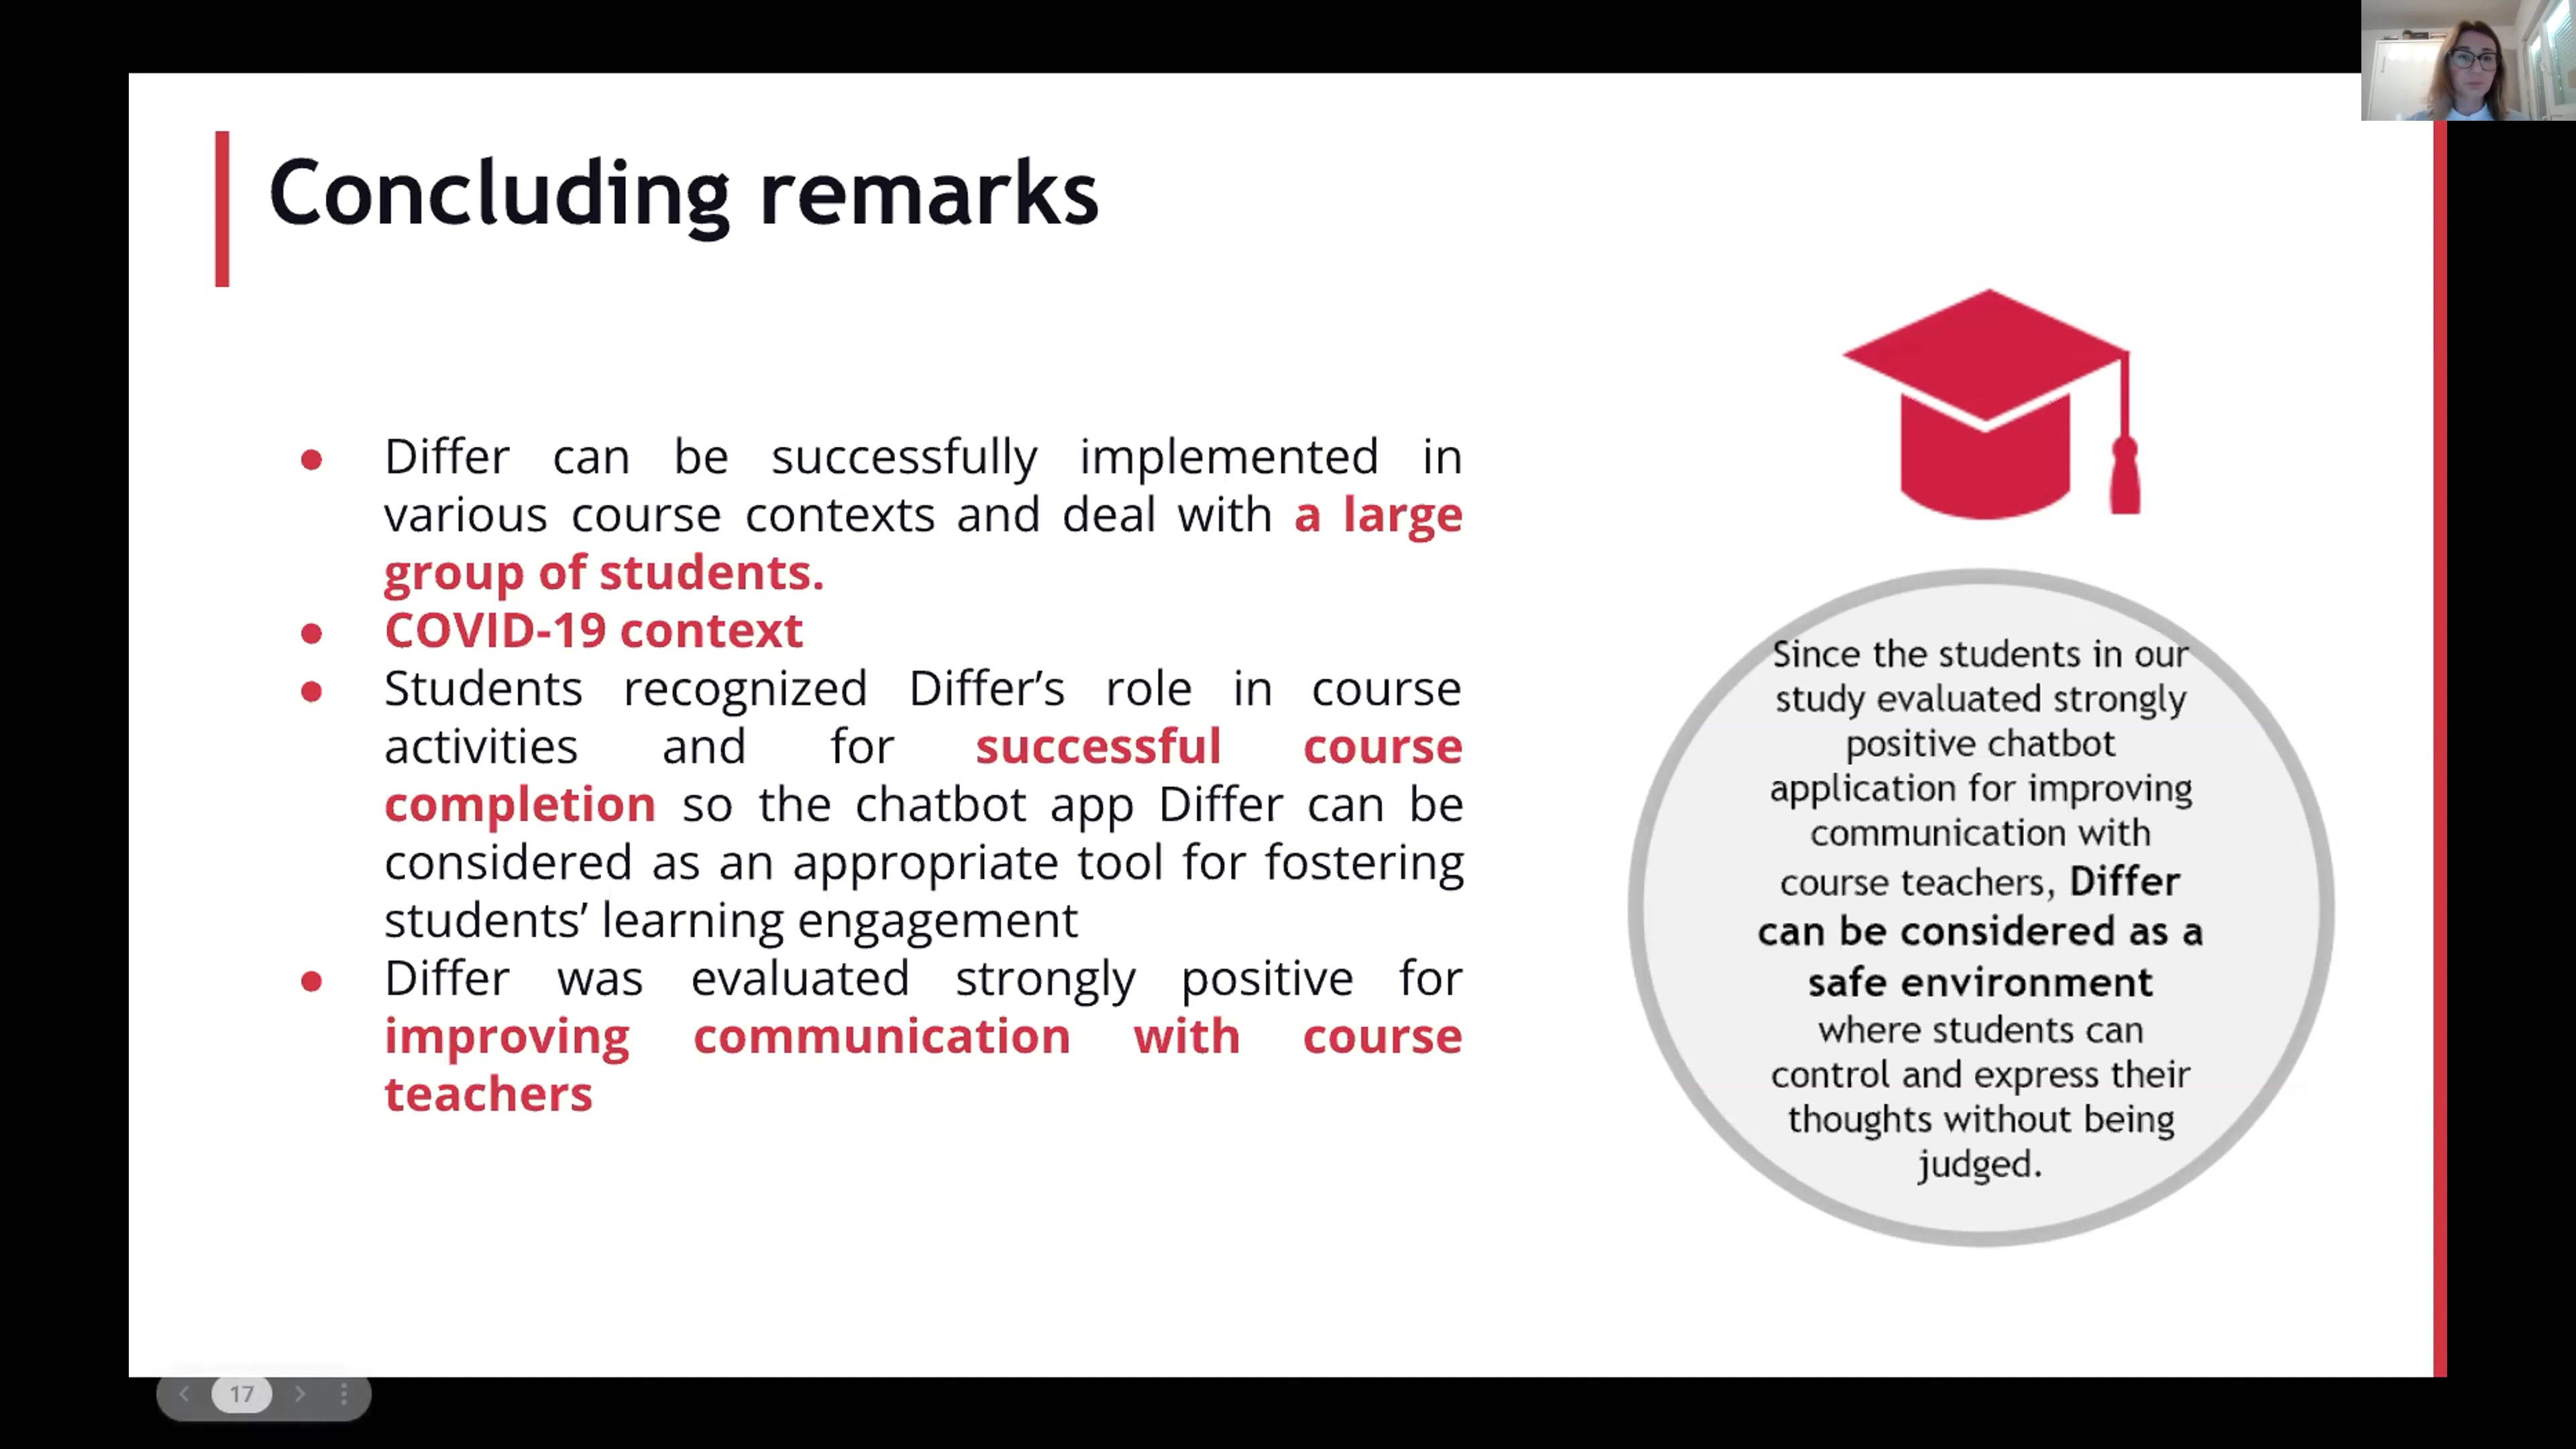 Concluding remarks
Differ can be successfully implemented in
various course contexts and deal with a large
group of students.
COVID-19 context
Students recognized Differ’s role in course
activities and for successful course
completion so the chatbot app Differ can be
considered as an appropriate tool for fostering
students’ learning engagement
Differ was evaluated strongly positive for
improving communication with course
teachers
Since the students in our
study evaluated strongly
positive chatbot
application for improving
communication with
course teachers, Differ
can be considered as a
safe environment
where students can
control and express their
thoughts without being
judged.
17